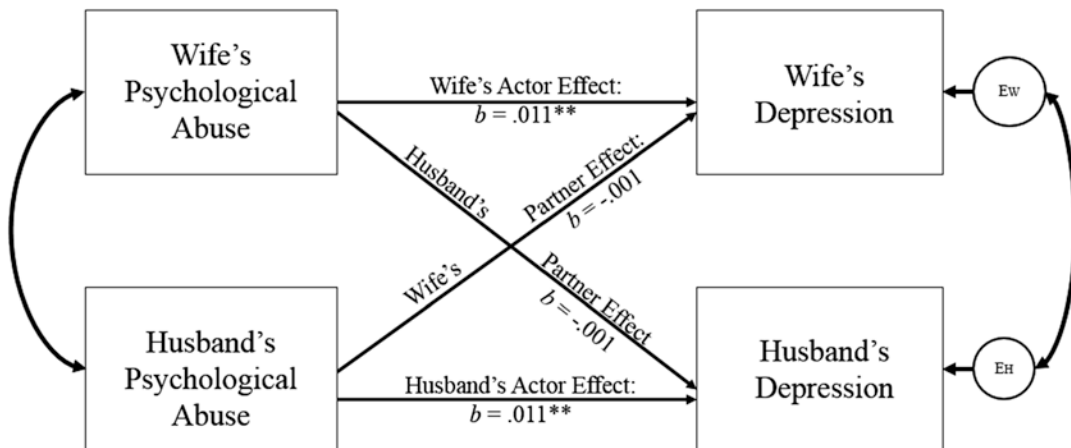 Wife's
Psychological
Abuse
Wife's Actor Effect:
b = .011**
Wife's
Depression
EW
Husband's
Partner Effect:
b = -.001
Wife's
Partner Effect
b = -.001
Husband's
Psychological
Abuse
Husband's Actor Effect:
b = .011**
Husband's
Depression
EH